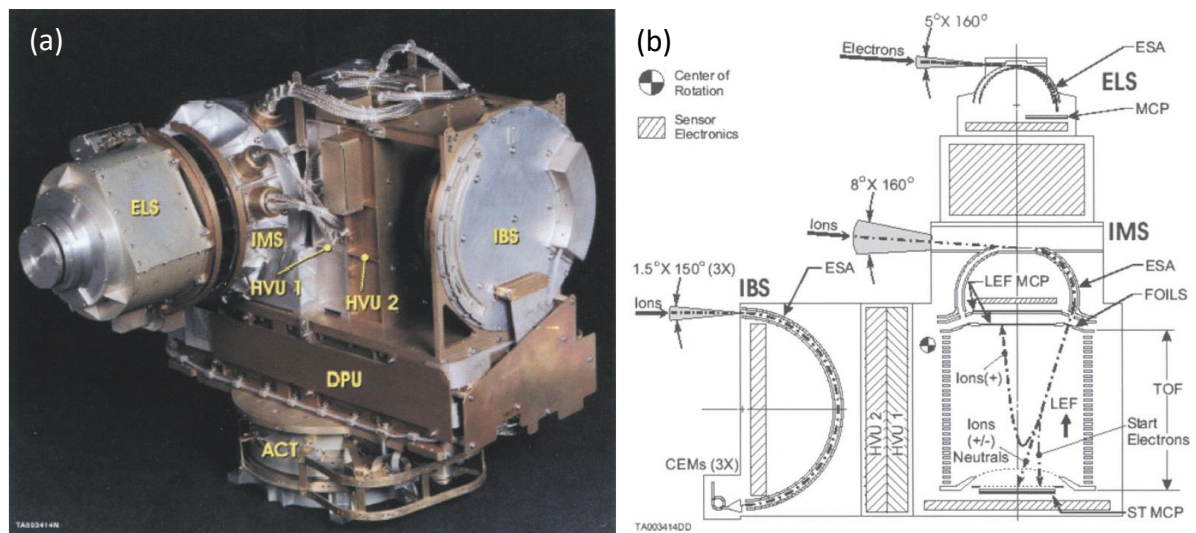 (a)
ELS
IMS
HVU 1
HVU 2
IBS
DPU
ACT
TA003414N
(b)
5°X 160°
Electrons
ESA
ELS
MCP
Center of
Rotation
Sensor
Electronics
8°X 160°
Ions
IMS
ESA
LEF MCP
FOILS
1.5°X 150° (3X)
IBS
ESA
Ions
Ions(+)
TOF
LEF
HVU 2
HVU 1
Ions
(+/-)
Neutrals
Start
Electrons
CEMs (3X)
ST MCP
TA003414DD